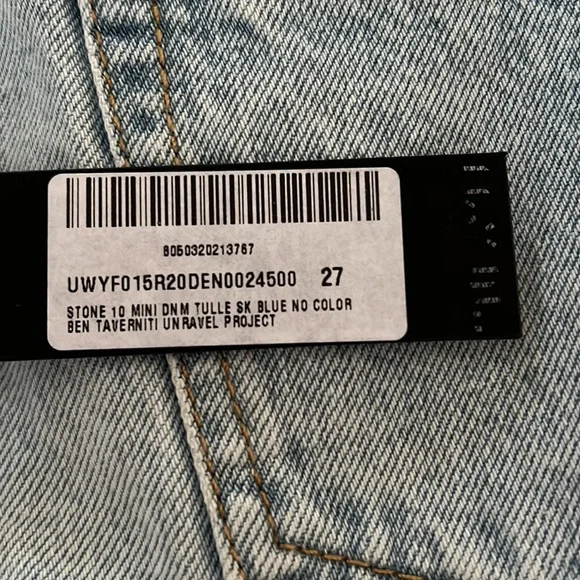 8050320213767
UWYF015R20DEN0024500 27
STONE 10 MINI DNM TULLE SK BLUE NO COLOR
BEN TAVERNITI UNRAVEL PROJECT